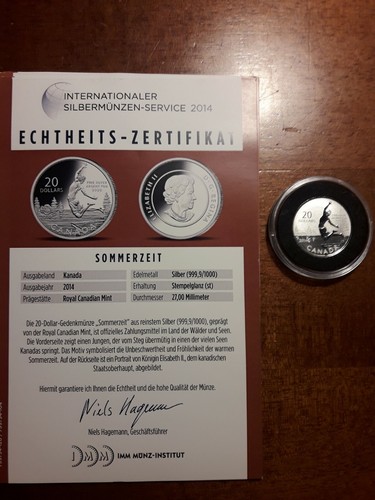 INTERNATIONALER
SILBERMÜNZEN-SERVICE 2014
ECHTHEITS-ZERTIFIKAT
20
DOLLARS
ELIZABETH II
D·G·REGINA
20
DOLLARS
CANADA
SOMMERZEIT
Ausgabeland Kanada Edelmetall Silber (999,9/1000)
Ausgabejahr 2014 Erhaltung Stempelglanz (st)
Prägestätte Royal Canadian Mint Durchmesser 27,00 Millimeter
Die 20-Dollar-Gedenkmünze „Sommerzeit" aus reinstem Silber (999,9/1000), geprägt
von der Royal Canadian Mint, ist offizielles Zahlungsmittel im Land der Wälder und Seen.
Die Vorderseite zeigt einen Jungen, der vom Steg übermütig in einen der vielen Seen
Kanadas springt. Das Motiv symbolisiert die Unbeschwertheit und Fröhlichkeit der warmen
Sommerzeit. Auf der Rückseite ist ein Portrait von Königin Elisabeth II., dem kanadischen
Staatsoberhaupt, abgebildet.
Hiermit garantiere ich Ihnen die Echtheit und die hohe Qualität der Münze.
Niels Hagemann
Niels Hagemann, Geschäftsführer
IMM IMM MÜNZ-INSTITUT